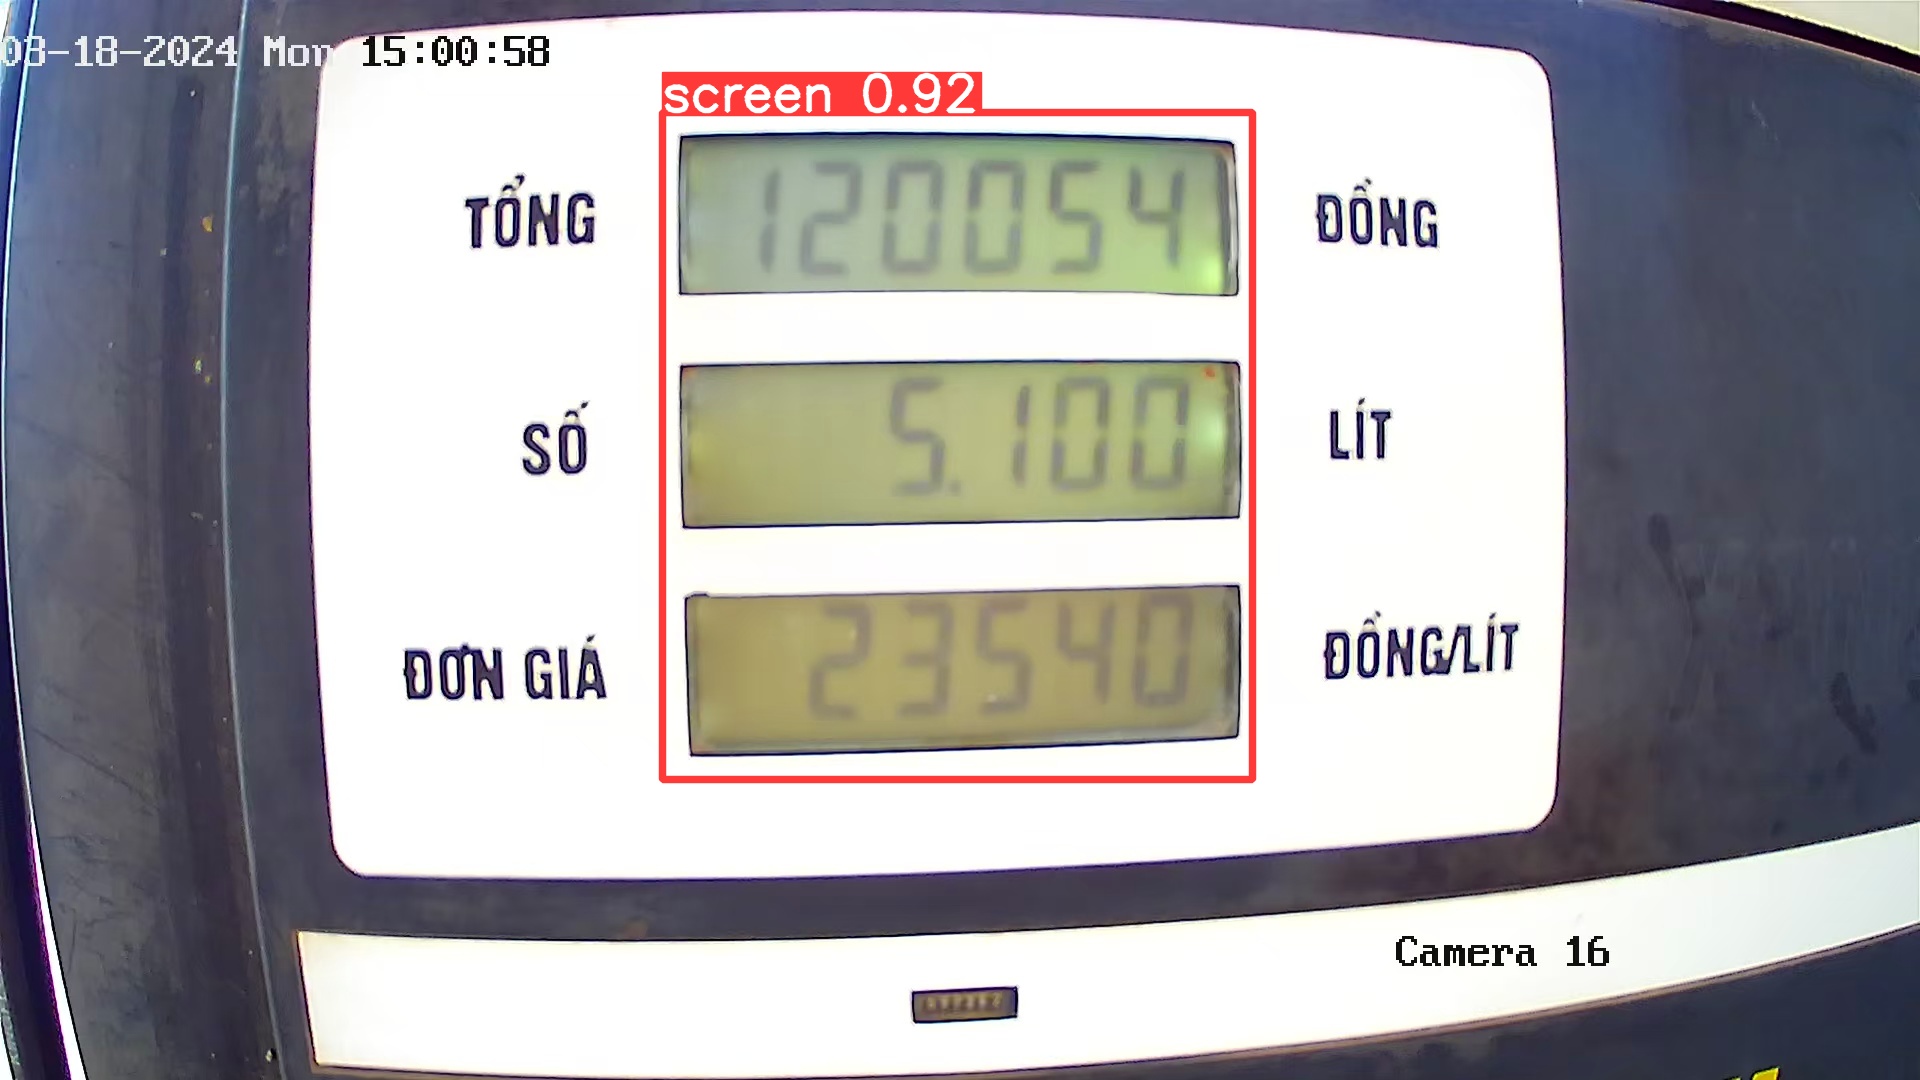 08-18-2024 Mon 15:00:58
screen 0.92
TỔNG 120054 ĐỒNG
SỐ 5.100 LÍT
ĐƠN GIÁ 23540 ĐỒNG/LÍT
Camera 16